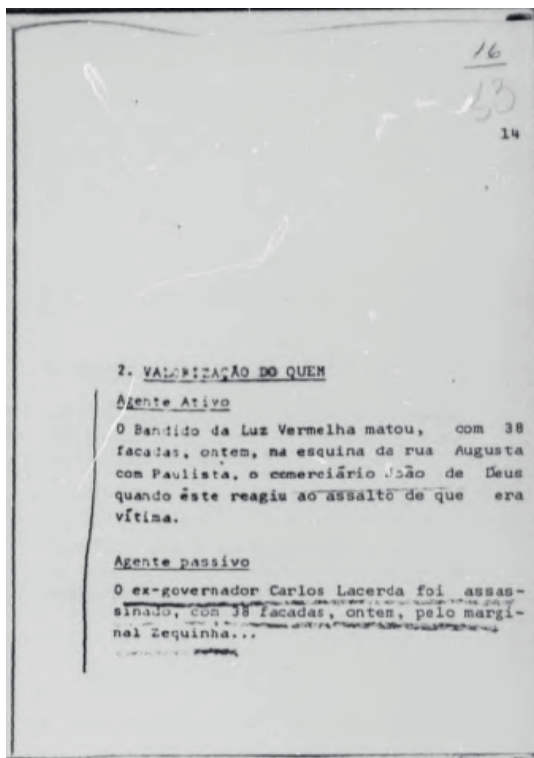 16
53
14
2. VALORIZAÇÃO DO QUEM
Agente Ativo
O Bandido da Luz Vermelha matou, com 38
facadas, ontem, na esquina da rua Augusta
com Paulista, o comerciário João de Deus
quando êste reagiu ao assalto de que era
vítima.
Agente passivo
O ex-governador Carlos Lacerda foi assas-
sinado, com 38 facadas, ontem, pelo margi-
nal Zequinha...